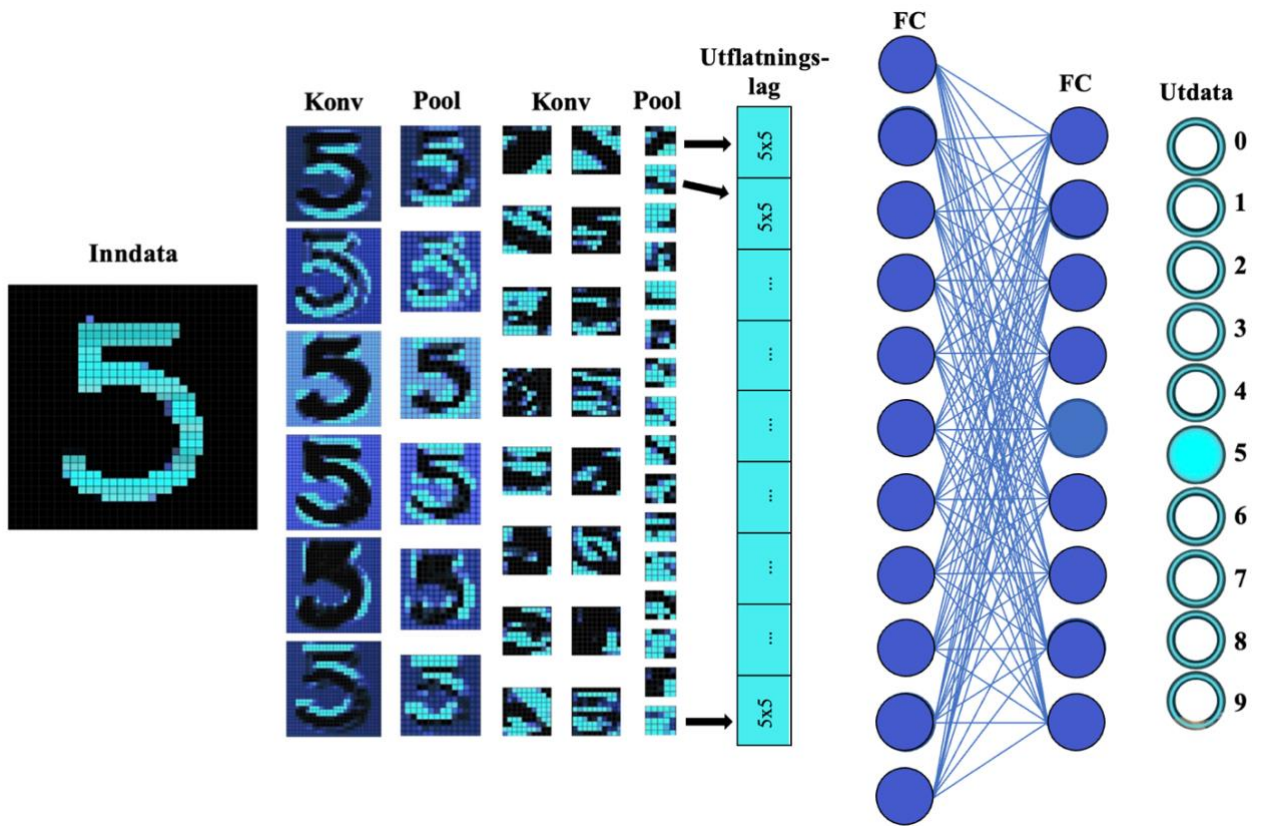 Inndata
Konv
Pool
Konv
Pool
Utflatnings-
lag
5x5
5x5
...
...
...
...
...
...
5x5
FC
FC
Utdata
0
1
2
3
4
5
6
7
8
9